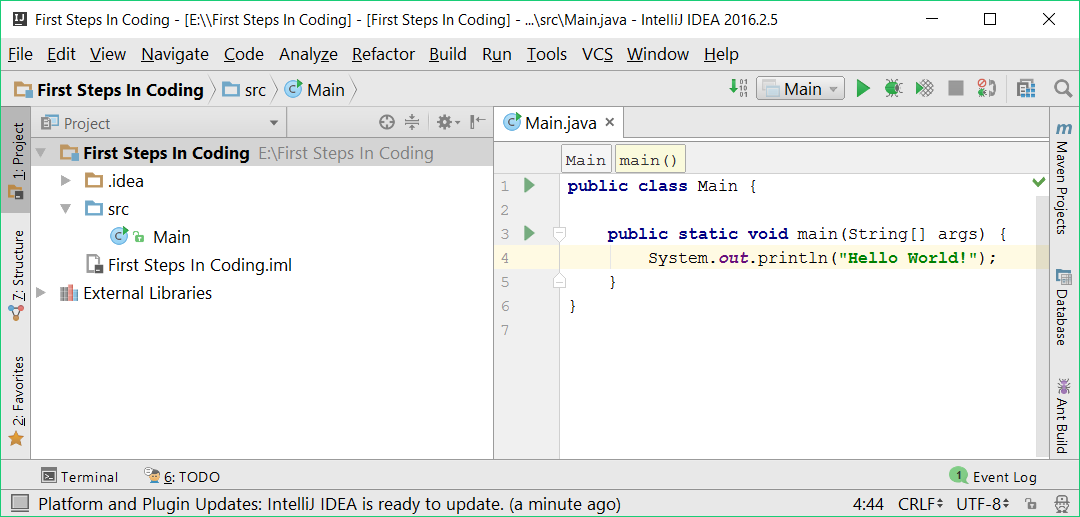 First Steps In Coding - [E:\\First Steps In Coding] - [First Steps In Coding] - ...\src\Main.java - IntelliJ IDEA 2016.2.5
File Edit View Navigate Code Analyze Refactor Build Run Tools VCS Window Help
First Steps In Coding src Main Main
1: Project
7: Structure
2: Favorites
Project
First Steps In Coding E:\First Steps In Coding
.idea
src
Main
First Steps In Coding.iml
External Libraries
Main.java
Main main()
1 public class Main {
2
3 public static void main(String[] args) {
4 System.out.println("Hello World!");
5 }
6 }
7
Maven Projects
Database
Ant Build
Terminal 6: TODO 1 Event Log
Platform and Plugin Updates: IntelliJ IDEA is ready to update. (a minute ago) 4:44 CRLF UTF-8